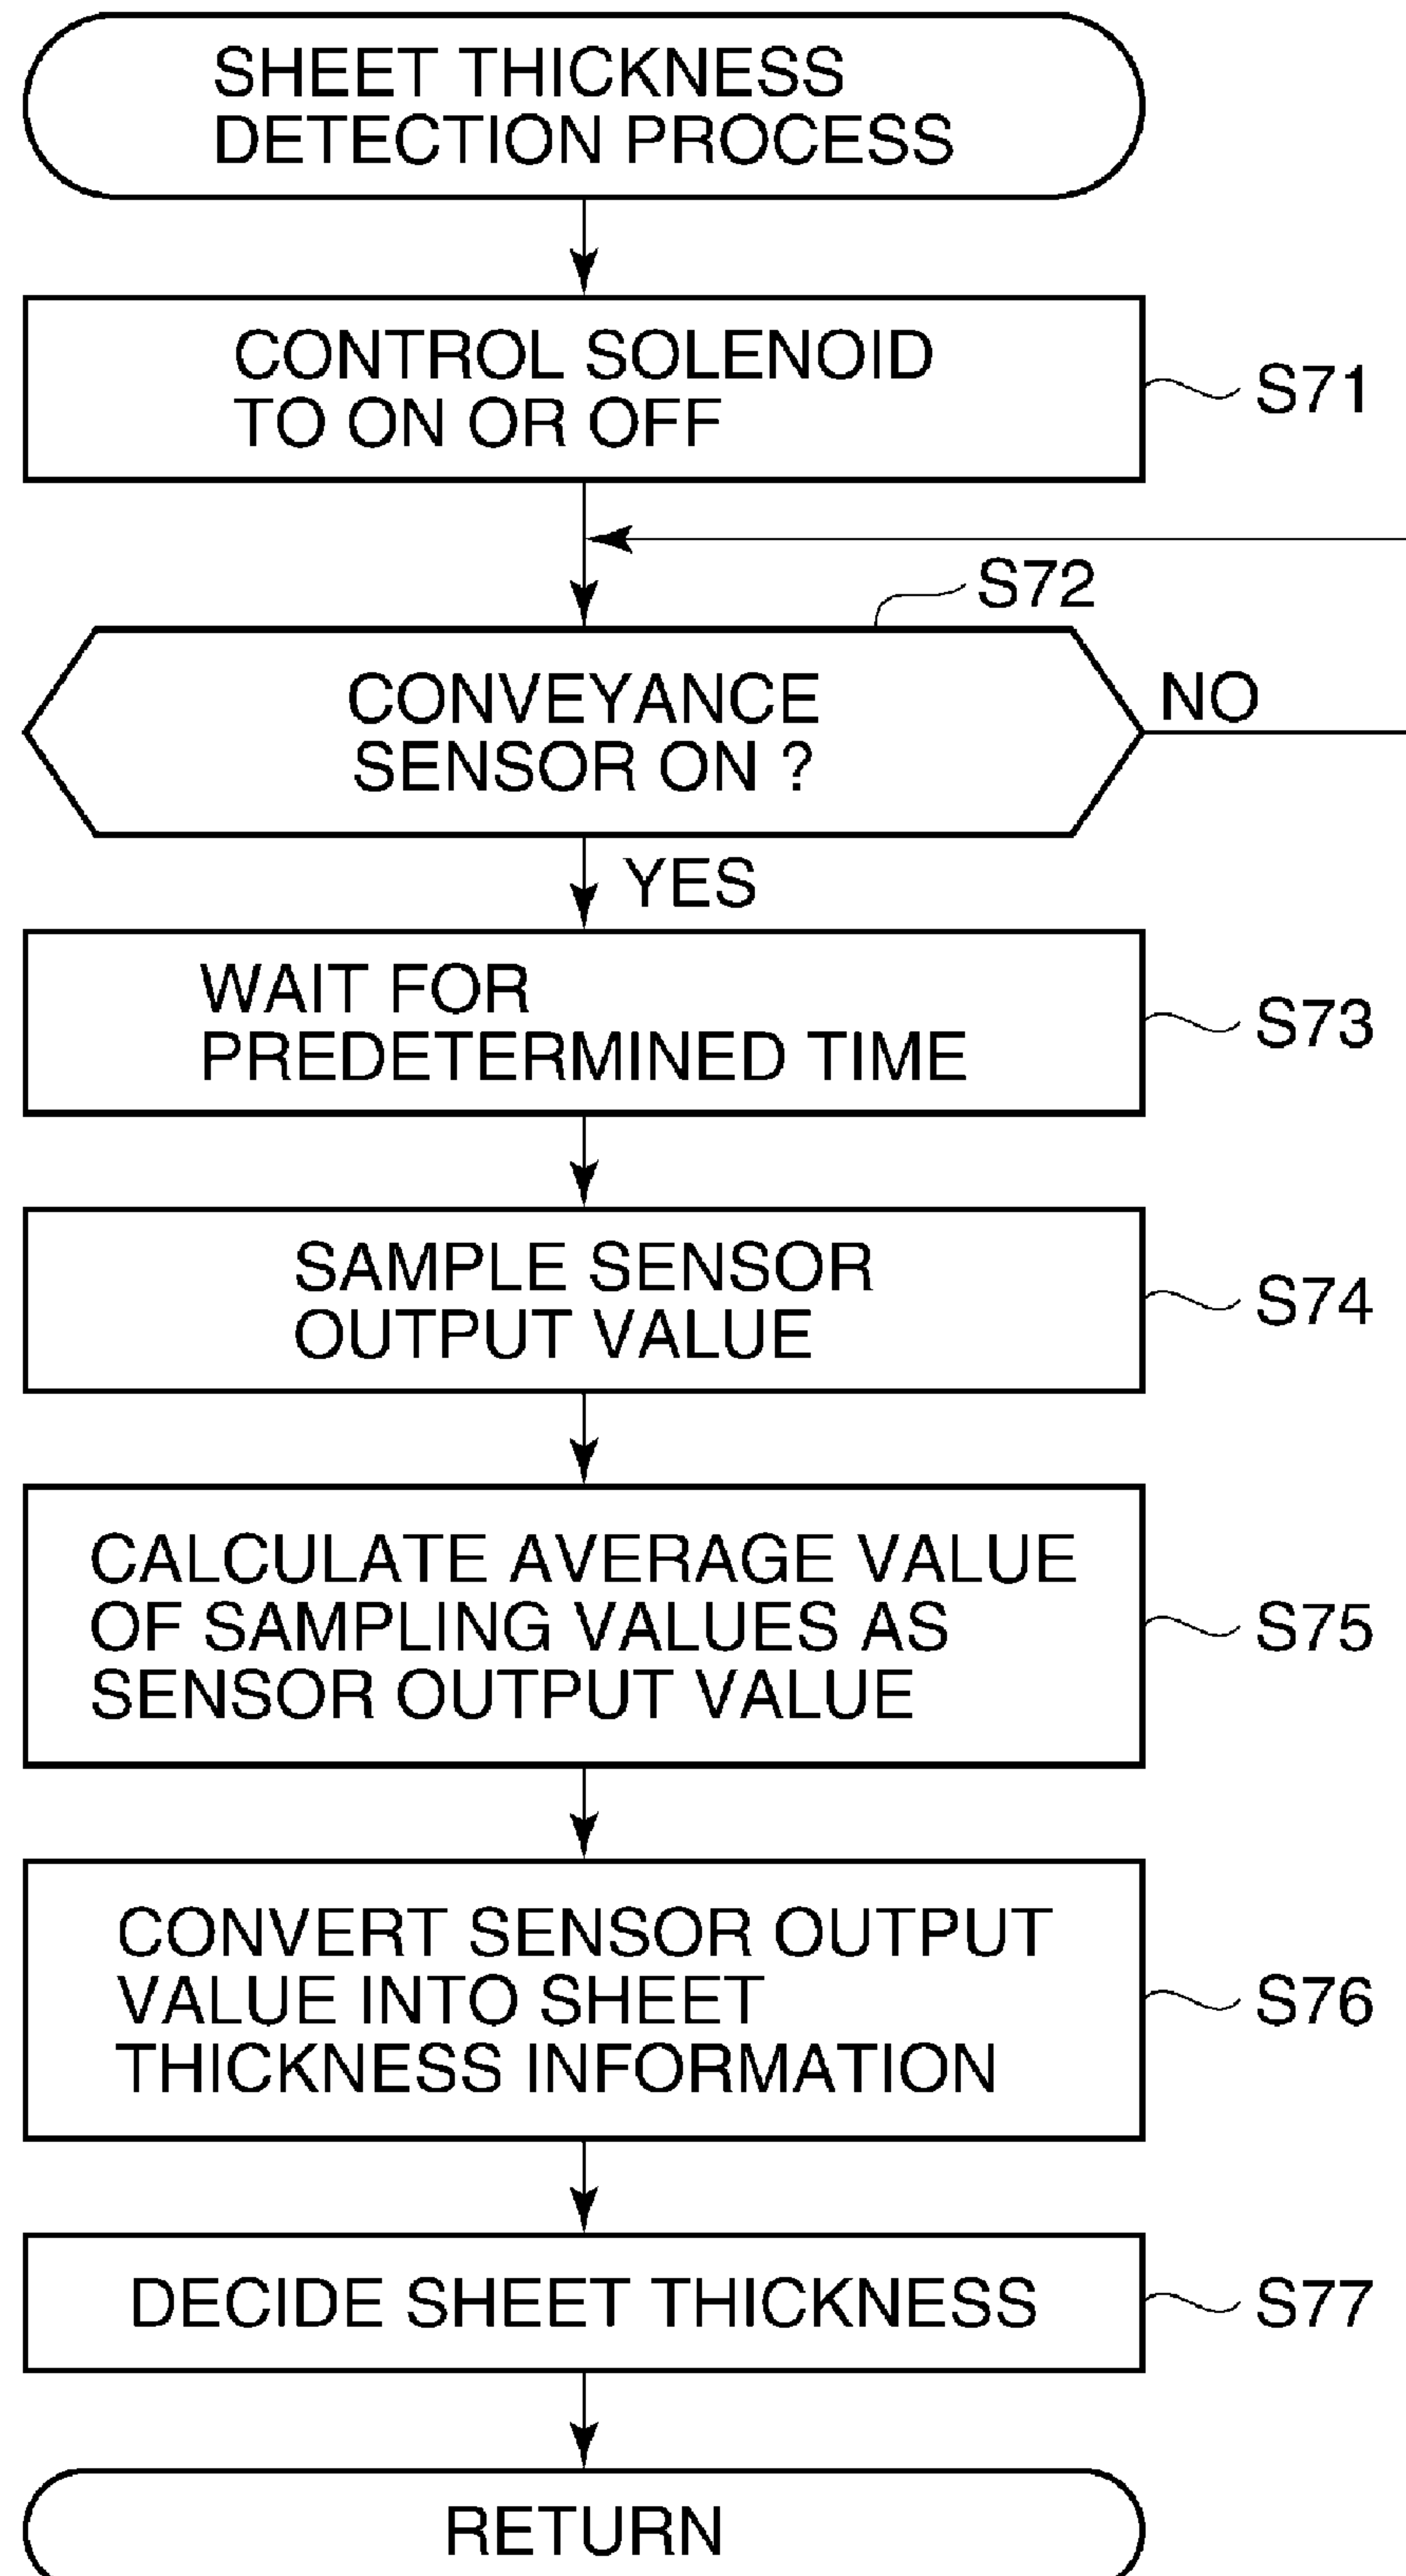 SHEET THICKNESS
DETECTION PROCESS
CONTROL SOLENOID
TO ON OR OFF
S71
S72
CONVEYANCE
SENSOR ON ?
NO
YES
WAIT FOR
PREDETERMINED TIME
S73
SAMPLE SENSOR
OUTPUT VALUE
S74
CALCULATE AVERAGE VALUE
OF SAMPLING VALUES AS
SENSOR OUTPUT VALUE
S75
CONVERT SENSOR OUTPUT
VALUE INTO SHEET
THICKNESS INFORMATION
S76
DECIDE SHEET THICKNESS
S77
RETURN